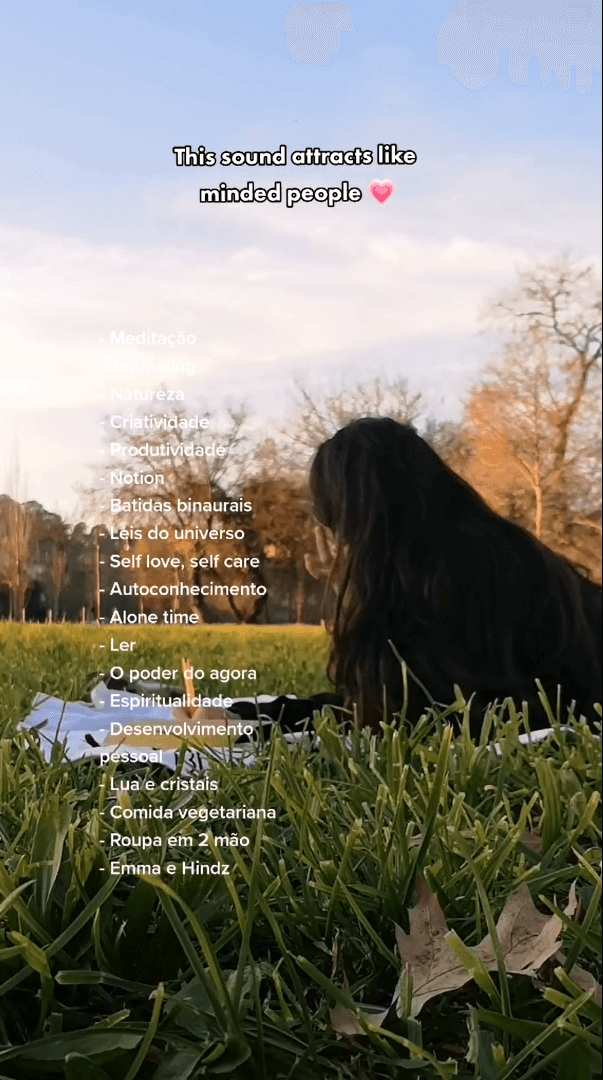 This sound attracts like
minded people 💗
- Meditação
- Journaling
- Natureza
- Criatividade
- Produtividade
- Notion
- Batidas binaurais
- Leis do universo
- Self love, self care
- Autoconhecimento
- Alone time
- Ler
- O poder do agora
- Espiritualidade
- Desenvolvimento
pessoal
- Lua e cristais
- Comida vegetariana
- Roupa em 2 mão
- Emma e Hindz